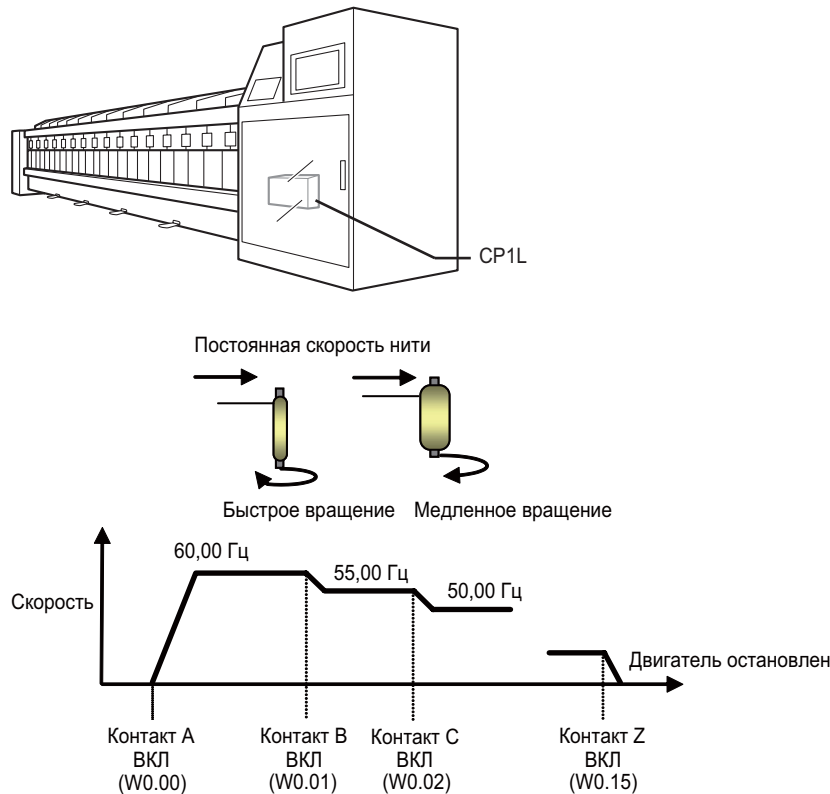 CP1L
Постоянная скорость нити
Быстрое вращение
Медленное вращение
60,00 Гц
55,00 Гц
50,00 Гц
Скорость
Двигатель остановлен
Контакт A
ВКЛ
(W0.00)
Контакт B
ВКЛ
(W0.01)
Контакт C
ВКЛ
(W0.02)
Контакт Z
ВКЛ
(W0.15)